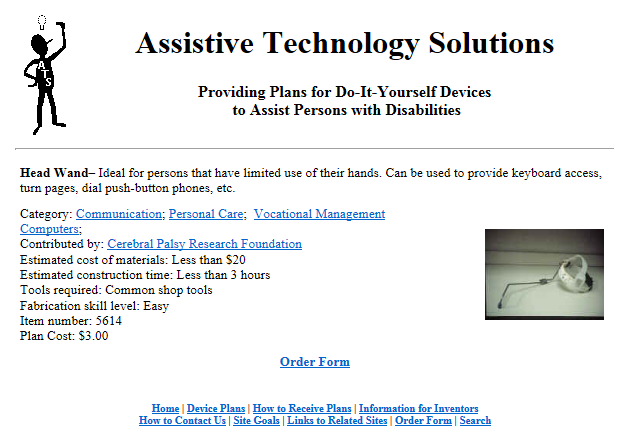 ATS
Assistive Technology Solutions
Providing Plans for Do-It-Yourself Devices
to Assist Persons with Disabilities
Head Wand– Ideal for persons that have limited use of their hands. Can be used to provide keyboard access,
turn pages, dial push-button phones, etc.
Category: Communication; Personal Care;  Vocational Management
Computers;
Contributed by: Cerebral Palsy Research Foundation
Estimated cost of materials: Less than $20
Estimated construction time: Less than 3 hours
Tools required: Common shop tools
Fabrication skill level: Easy
Item number: 5614
Plan Cost: $3.00
Order Form
Home | Device Plans | How to Receive Plans | Information for Inventors
How to Contact Us | Site Goals | Links to Related Sites | Order Form | Search